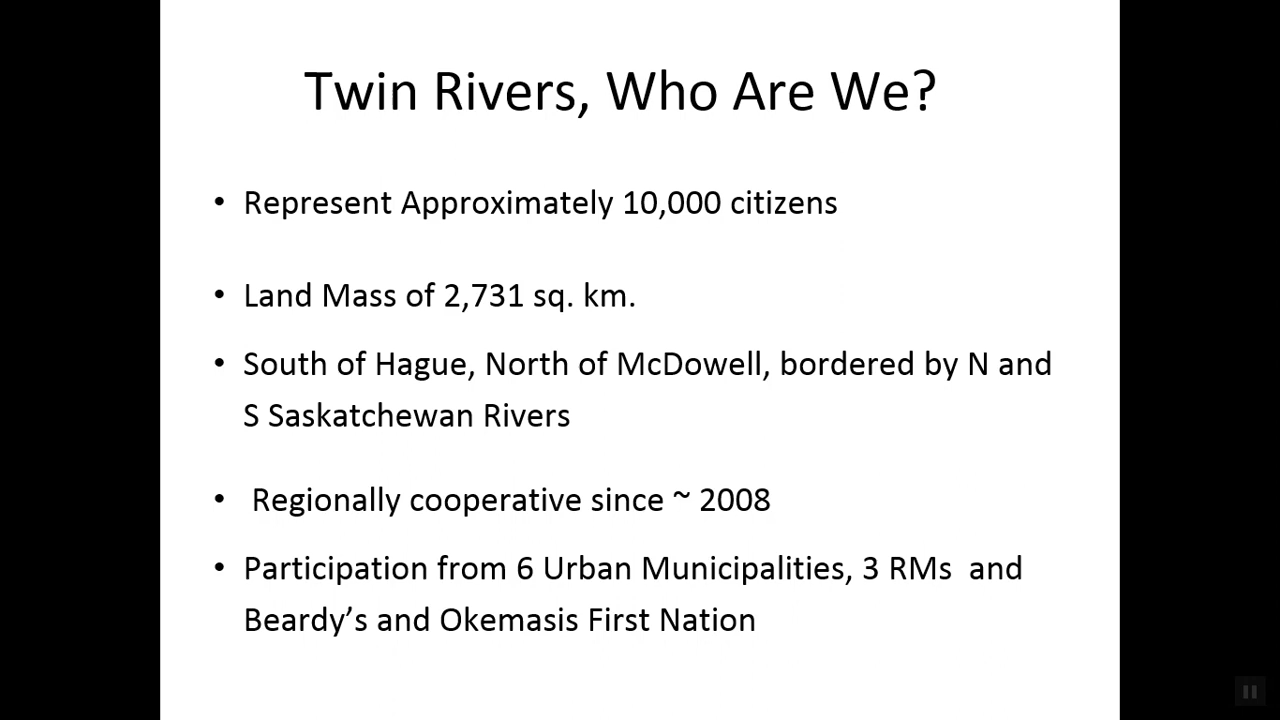 Twin Rivers, Who Are We?
• Represent Approximately 10,000 citizens
• Land Mass of 2,731 sq. km.
• South of Hague, North of McDowell, bordered by N and
S Saskatchewan Rivers
• Regionally cooperative since ~ 2008
• Participation from 6 Urban Municipalities, 3 RMs  and
Beardy’s and Okemasis First Nation